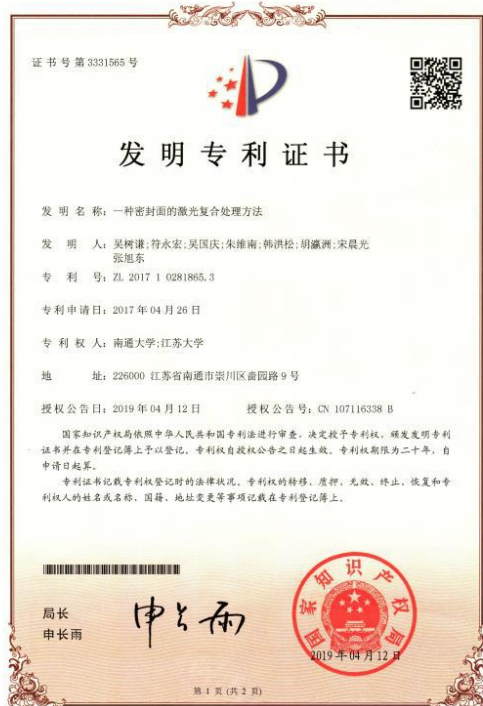 证书号第3331565号
发明专利证书
发 明 名 称：一种密封面的激光复合处理方法
发 明 人：吴树谦;符永宏;吴国庆;朱维南;韩洪松;胡瀛洲;宋晨光
张旭东
专 利 号：ZL 2017 1 0281865.3
专利申请日：2017年04月26日
专 利 权 人：南通大学;江苏大学
地 址：226000 江苏省南通市崇川区啬园路9号
授权公告日：2019年04月12日 授权公告号：CN 107116338 B
国家知识产权局依照中华人民共和国专利法进行审查，决定授予专利权，颁发发明专利
证书并在专利登记簿上予以登记。专利权自授权公告之日起生效。专利权期限为二十年，自
申请日起算。
专利证书记载专利权登记时的法律状况。专利权的转移、质押、无效、终止、恢复和专
利权人的姓名或名称、国籍、地址变更等事项记载在专利登记簿上。
局长
申长雨
申长雨
国家知识产权局
2019年04月12日
第 1 页 (共 2 页)